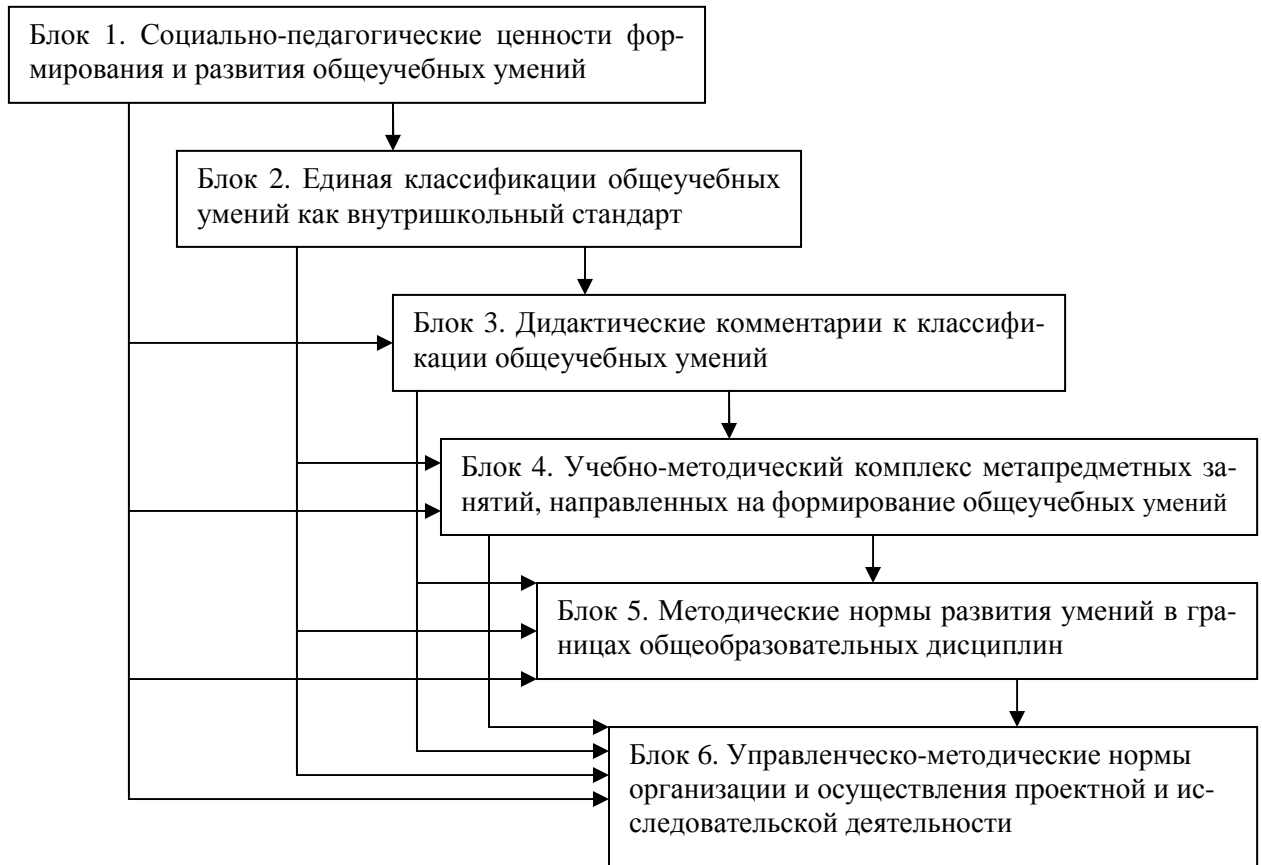 Блок 1. Социально-педагогические ценности фор-
мирования и развития общеучебных умений
Блок 2. Единая классификации общеучебных
умений как внутришкольный стандарт
Блок 3. Дидактические комментарии к классифи-
кации общеучебных умений
Блок 4. Учебно-методический комплекс метапредметных за-
нятий, направленных на формирование общеучебных умений
Блок 5. Методические нормы развития умений в гра-
ницах общеобразовательных дисциплин
Блок 6. Управленческо-методические нормы
организации и осуществления проектной и ис-
следовательской деятельности